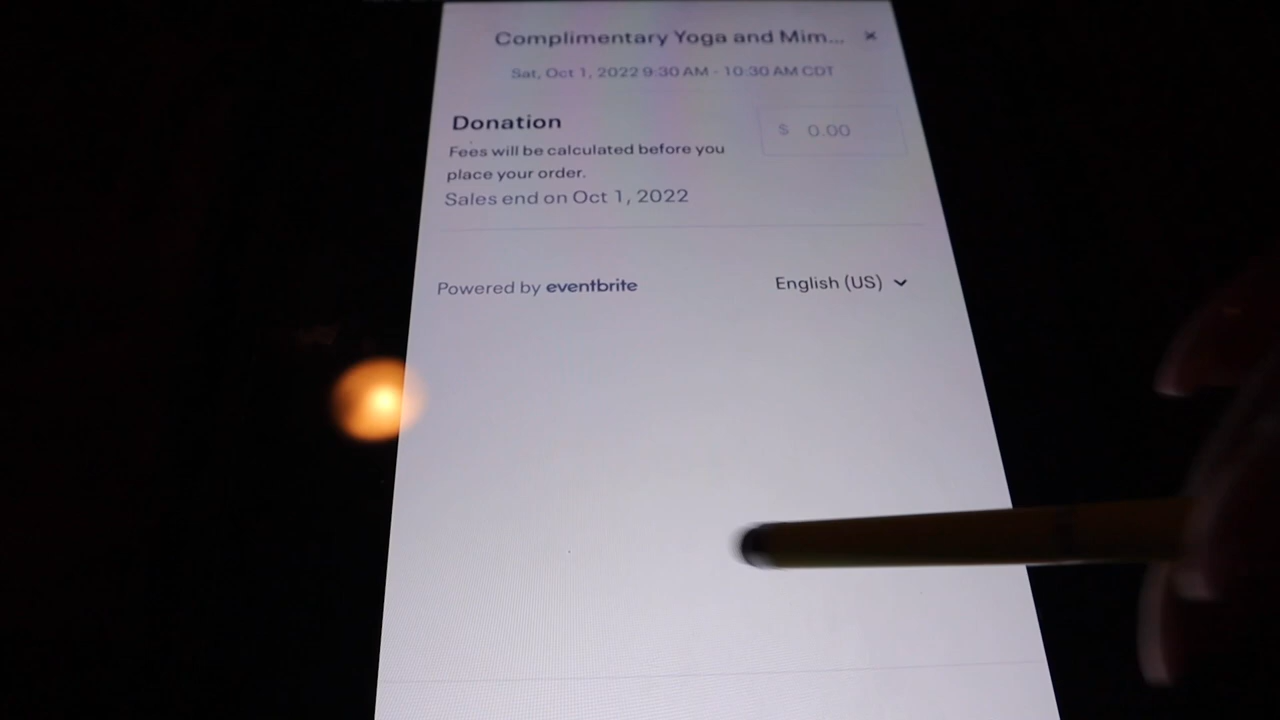 Complimentary Yoga and Mim...
Sat, Oct 1, 2022 9:30 AM - 10:30 AM CDT
Donation
$ 0.00
Fees will be calculated before you
place your order.
Sales end on Oct 1, 2022
Powered by eventbrite
English (US)